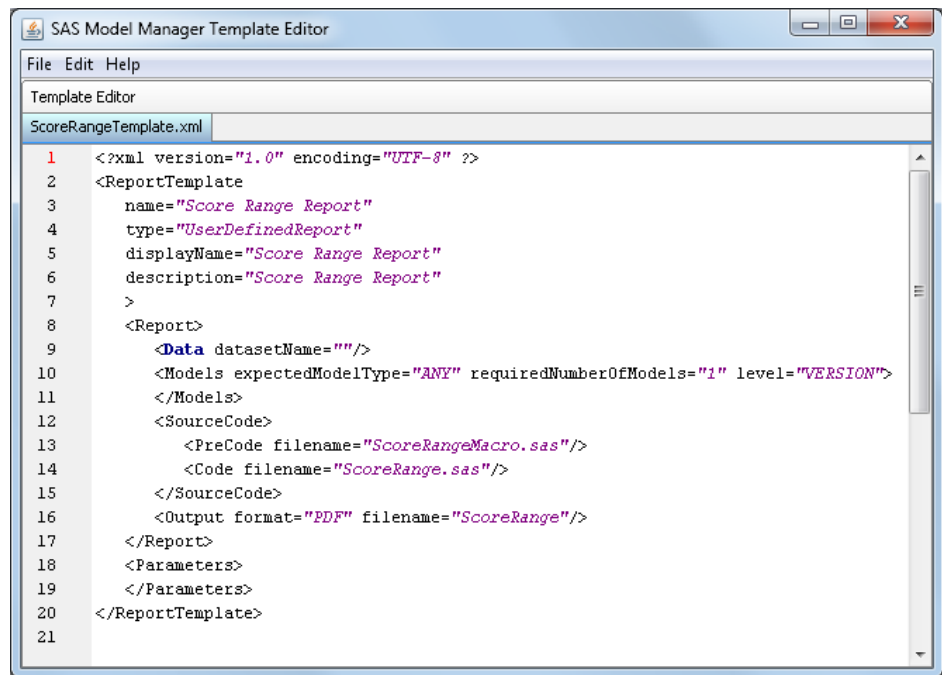 SAS Model Manager Template Editor
File Edit Help
Template Editor
ScoreRangeTemplate.xml
1 <?xml version="1.0" encoding="UTF-8" ?>
2 <ReportTemplate
3 name="Score Range Report"
4 type="UserDefinedReport"
5 displayName="Score Range Report"
6 description="Score Range Report"
7 >
8 <Report>
9 <Data datasetName=""/>
10 <Models expectedModelType="ANY" requiredNumberOfModels="1" level="VERSION">
11 </Models>
12 <SourceCode>
13 <PreCode filename="ScoreRangeMacro.sas"/>
14 <Code filename="ScoreRange.sas"/>
15 </SourceCode>
16 <Output format="PDF" filename="ScoreRange"/>
17 </Report>
18 <Parameters>
19 </Parameters>
20 </ReportTemplate>
21